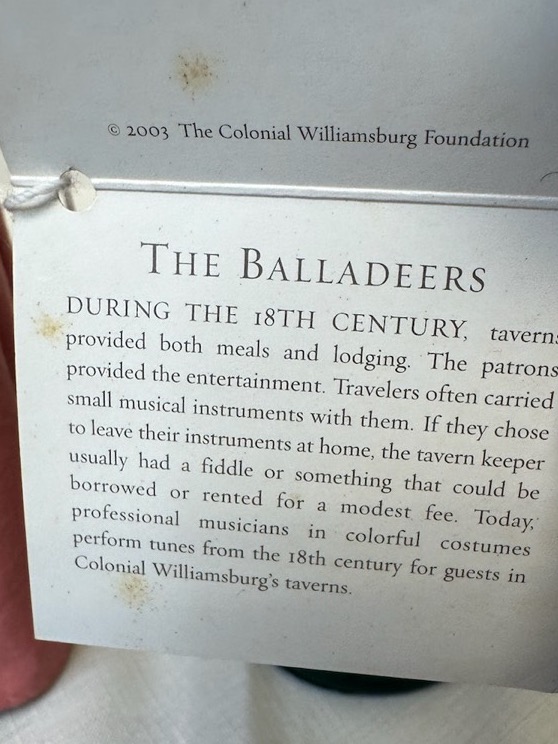 © 2003 The Colonial Williamsburg Foundation
The Balladeers
DURING THE 18TH CENTURY, taverns
provided both meals and lodging. The patrons
provided the entertainment. Travelers often carried
small musical instruments with them. If they chose
to leave their instruments at home, the tavern keeper
usually had a fiddle or something that could be
borrowed or rented for a modest fee. Today,
professional musicians in colorful costumes
perform tunes from the 18th century for guests in
Colonial Williamsburg's taverns.